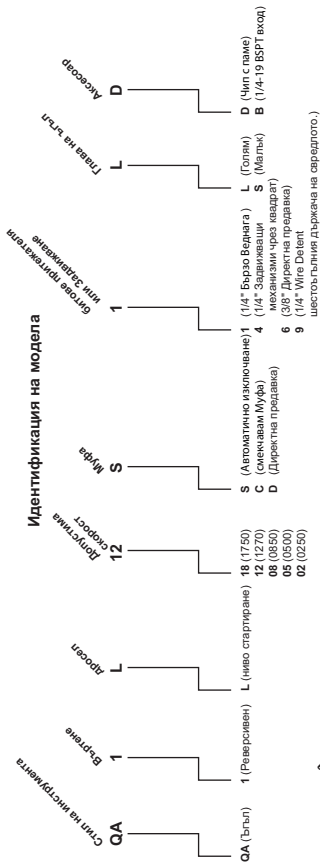 Идентификация на модела
Стил на инструмента
QA
QA (Ъгъл)
Въртене
1
1 (Реверсивен)
дросел
L
L (ниво стартиране)
Допустима
скорост
12
18 (1750)
12 (1270)
08 (0850)
05 (0500)
02 (0250)
Муфа
S
S (Автоматично изключване)
C (смекчавам Муфа)
D (Директна предавка)
битове притежателя
или Задвижване
1
1 (1/4" Бързо Веднага )
4 (1/4" Задвижващи
механизми чрез квадрат)
6 (3/8" Директна предавка)
9 (1/4" Wire Detent
шестоъгълния държача на свредлото.)
Глава на ъгъл
L
L (Голям)
S (Малък)
Аксесоар
D
D (Чип с памe)
B (1/4-19 BSPT вход)